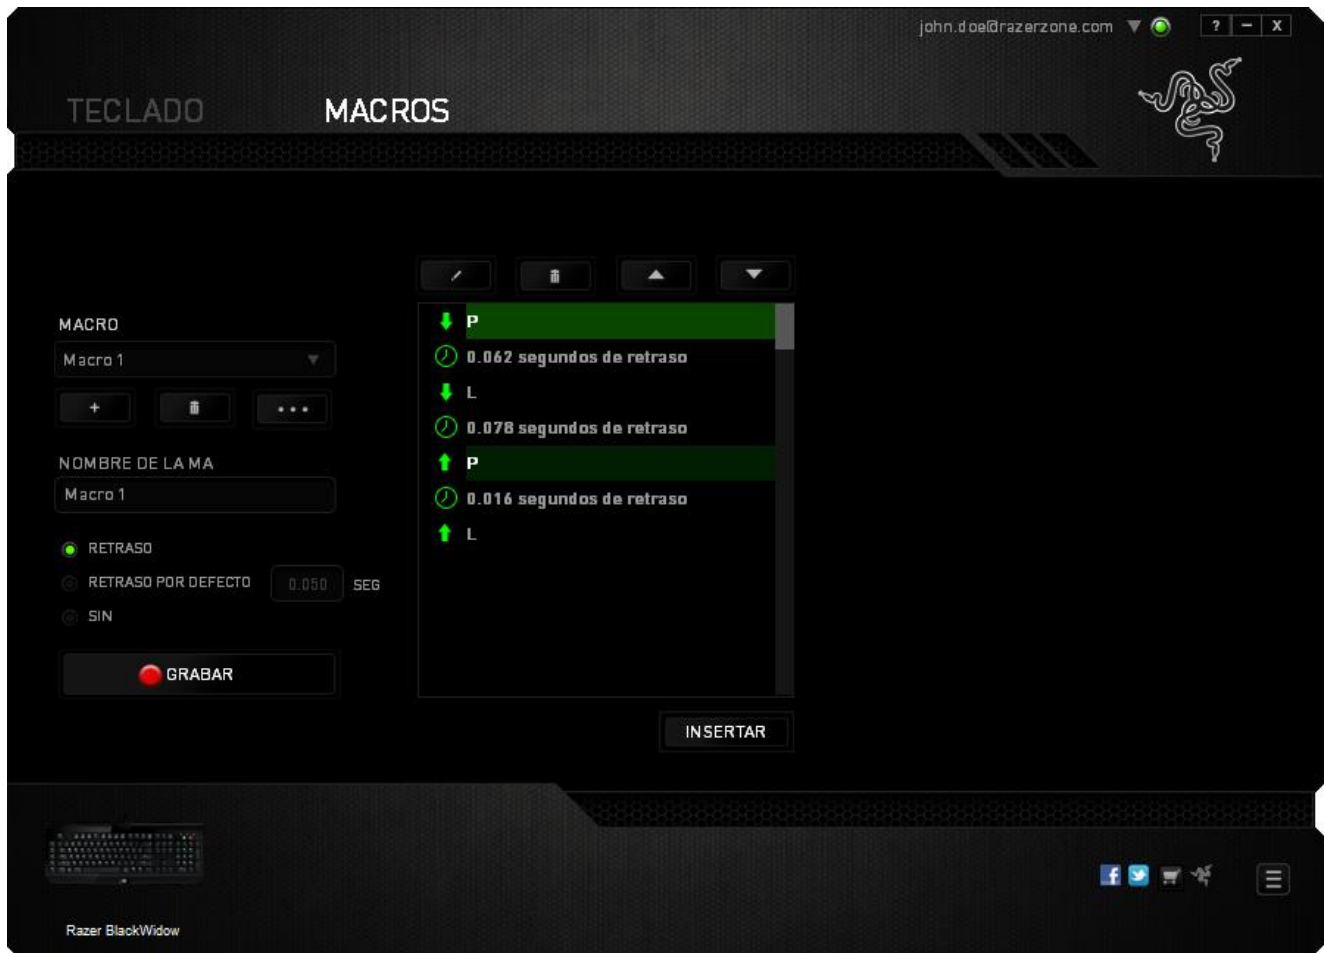 john.doe@razerzone.com
? – X
TECLADO MACROS
MACRO
Macro 1
+
NOMBRE DE LA MA
Macro 1
RETRASO
RETRASO POR DEFECTO 0.050 SEG
SIN
GRABAR
P
0.062 segundos de retraso
L
0.078 segundos de retraso
P
0.016 segundos de retraso
L
INSERTAR
Razer BlackWidow